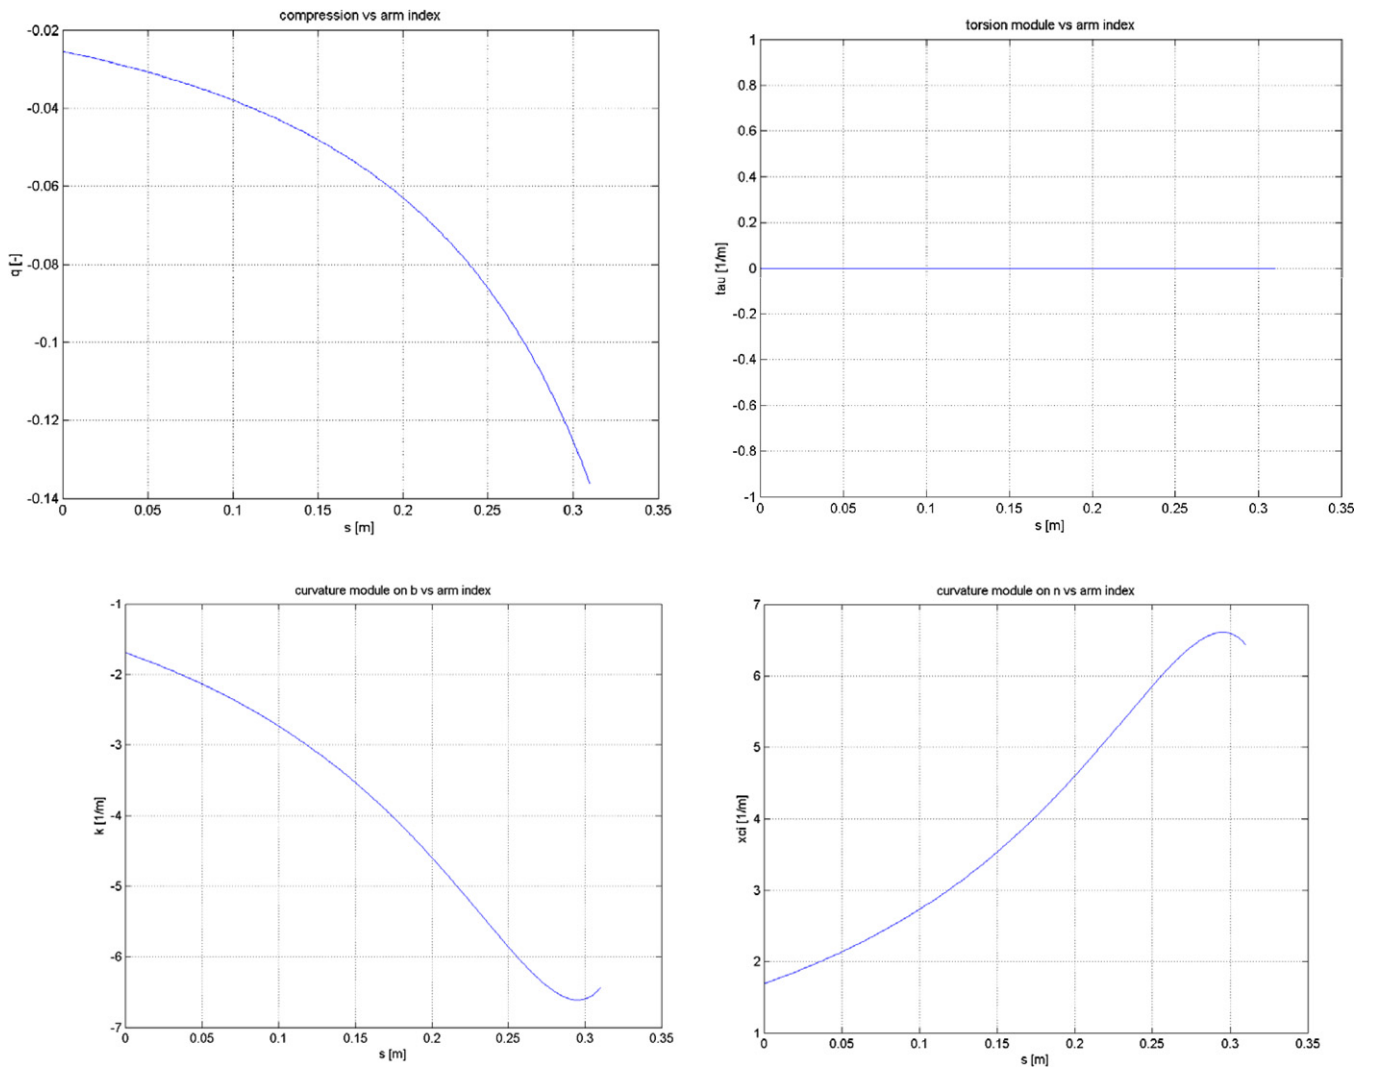 compression vs arm index
-0.02
-0.04
-0.06
-0.08
-0.1
-0.12
-0.14
q [-]
0 0.05 0.1 0.15 0.2 0.25 0.3 0.35
s [m]
torsion module vs arm index
1
0.8
0.6
0.4
0.2
0
-0.2
-0.4
-0.6
-0.8
-1
tau [1/m]
0 0.05 0.1 0.15 0.2 0.25 0.3 0.35
s [m]
curvature module on b vs arm index
-1
-2
-3
-4
-5
-6
-7
k [1/m]
0 0.05 0.1 0.15 0.2 0.25 0.3 0.35
s [m]
curvature module on n vs arm index
7
6
5
4
3
2
1
xci [1/m]
0 0.05 0.1 0.15 0.2 0.25 0.3 0.35
s [m]